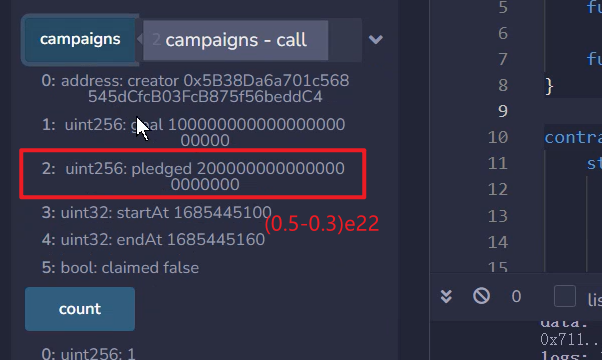 campaigns
2
campaigns - call
0: address: creator 0x5B38Da6a701c568
545dCfcB03FcB875f56beddC4
1: uint256: goal 100000000000000000
00000
2: uint256: pledged 200000000000000
0000000
3: uint32: startAt 1685445100
(0.5-0.3)e22
4: uint32: endAt 1685445160
5: bool: claimed false
count
0: uint256: 1
5
6
7
8
9
10
11
12
13
14
15
fu
fu
}
contra
st
0
lis
data:
0x711..
logs: